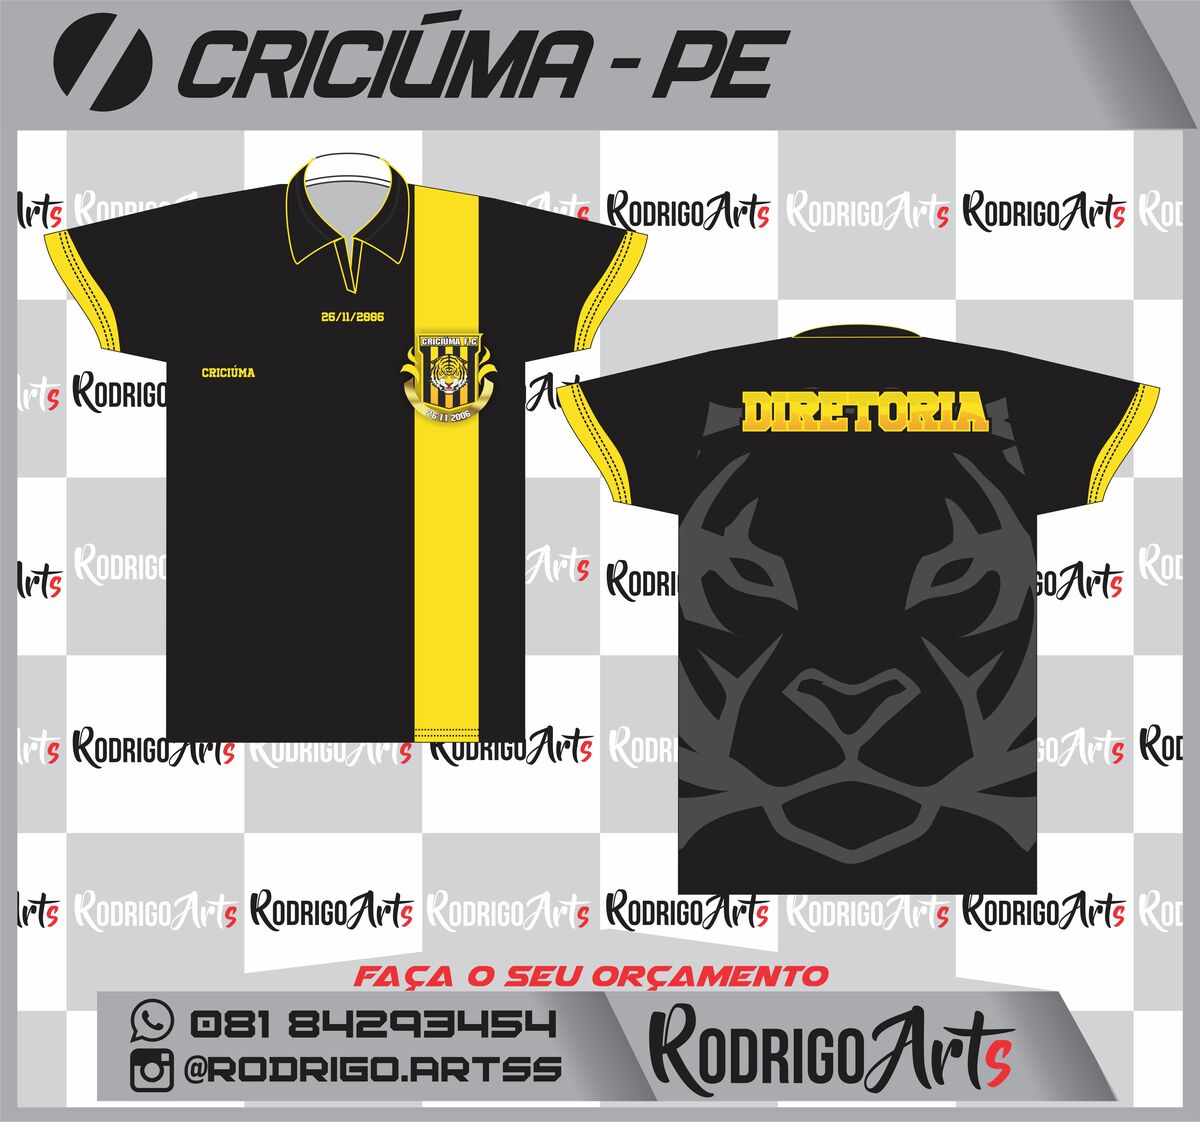 CRICIÚMA - PE
26/11/2006
CRICIÚMA
CRICIÚMA F C
26 11 2006
DIRETORIA
RODRIGOArts
FAÇA O SEU ORÇAMENTO
081 84293454
@RODRIGO.ARTSS
RODRIGOArts